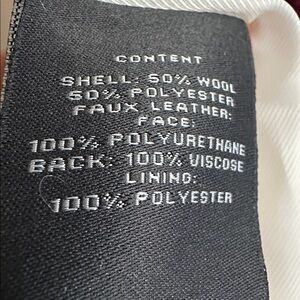 CONTENT
SHELL: 50% WOOL
50% POLYESTER
FAUX LEATHER:
FACE:
100% POLYURETHANE
BACK: 100% VISCOSE
LINING:
100% POLYESTER